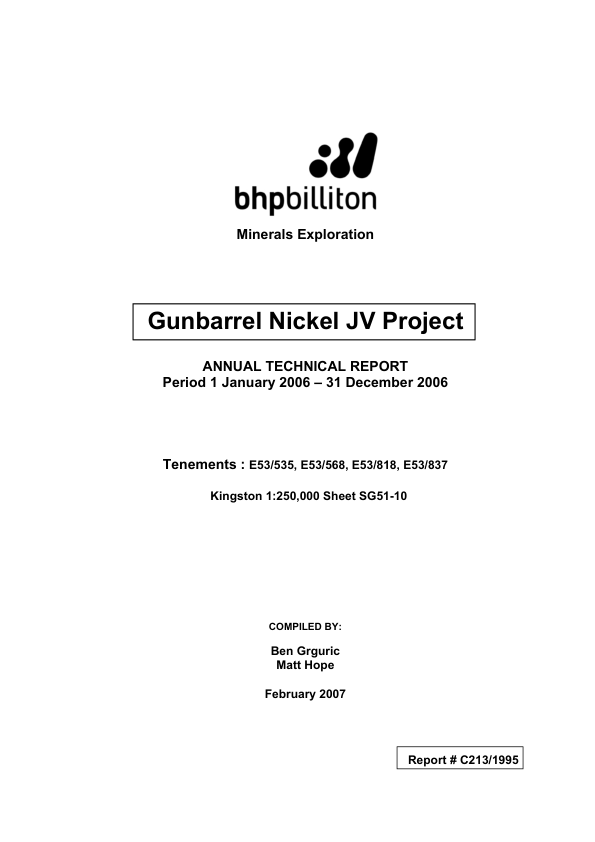 bhpbilliton
Minerals Exploration
Gunbarrel Nickel JV Project
ANNUAL TECHNICAL REPORT
Period 1 January 2006 – 31 December 2006
Tenements : E53/535, E53/568, E53/818, E53/837
Kingston 1:250,000 Sheet SG51-10
COMPILED BY:
Ben Grguric
Matt Hope
February 2007
Report # C213/1995